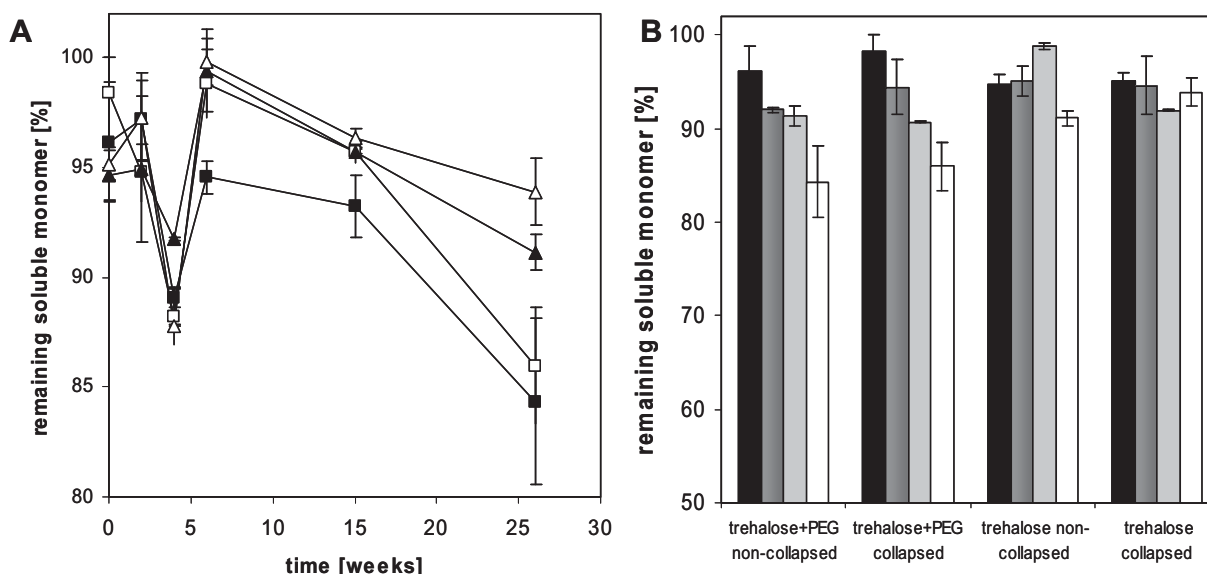 A
100
95
90
85
80
0
5
10
15
20
25
30
remaining soluble monomer [%]
time [weeks]
B
100
90
80
70
60
50
remaining soluble monomer [%]
trehalose+PEG
non-collapsed
trehalose+PEG
collapsed
trehalose non-
collapsed
trehalose
collapsed